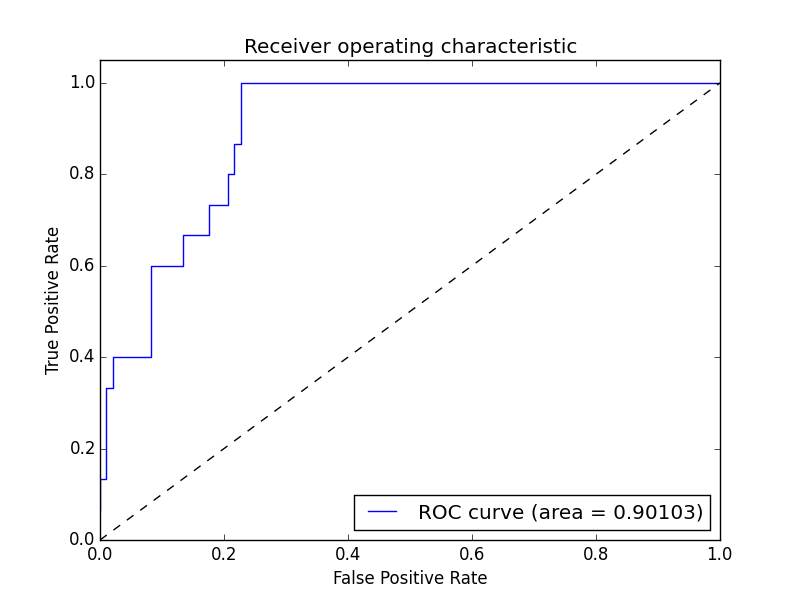 Receiver operating characteristic
1.0
0.8
0.6
0.4
0.2
0.0
True Positive Rate
ROC curve (area = 0.90103)
0.0 0.2 0.4 0.6 0.8 1.0
False Positive Rate